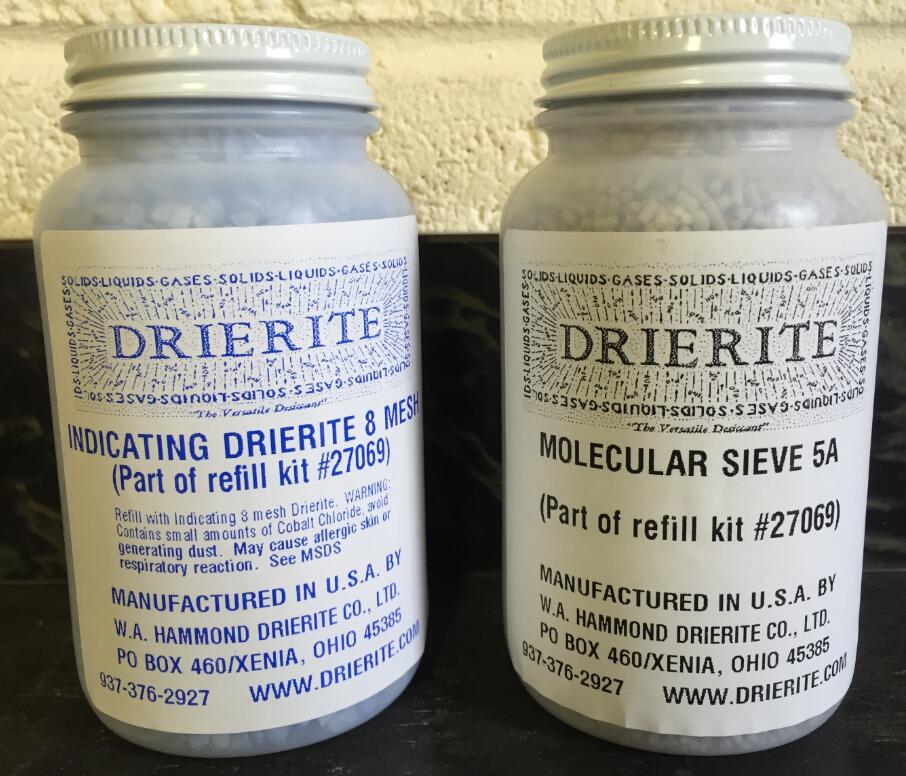 SOLIDS·LIQUIDS·GASES·SOLIDS·LIQUIDS·GASES·SOLIDS
DRIERITE
"The Versatile Desiccant"
INDICATING DRIERITE 8 MESH
(Part of refill kit #27069)
Refill with Indicating 8 mesh Drierite. WARNING:
Contains small amounts of Cobalt Chloride, avoid
generating dust. May cause allergic skin or
respiratory reaction. See MSDS
MANUFACTURED IN U.S.A. BY
W.A. HAMMOND DRIERITE CO., LTD.
PO BOX 460/XENIA, OHIO 45385
937-376-2927 WWW.DRIERITE.COM
SOLIDS·LIQUIDS·GASES·SOLIDS·LIQUIDS·GASES·SOLIDS
DRIERITE
"The Versatile Desiccant"
MOLECULAR SIEVE 5A
(Part of refill kit #27069)
MANUFACTURED IN U.S.A. BY
W.A. HAMMOND DRIERITE CO., LTD.
PO BOX 460/XENIA, OHIO 45385
937-376-2927 WWW.DRIERITE.COM